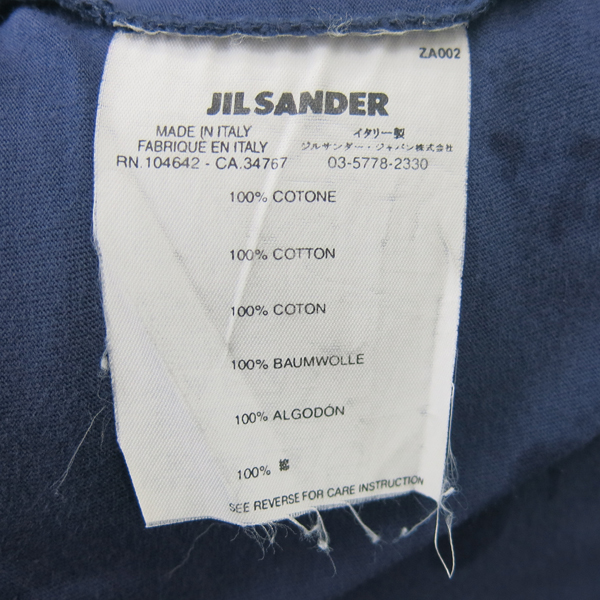 ZA002
JIL SANDER
MADE IN ITALY
FABRIQUE EN ITALY
RN.104642 - CA.34767
イタリー製
ジルサンダー・ジャパン株式会社
03-5778-2330
100% COTONE
100% COTTON
100% COTON
100% BAUMWOLLE
100% ALGODÓN
100% 綿
SEE REVERSE FOR CARE INSTRUCTION